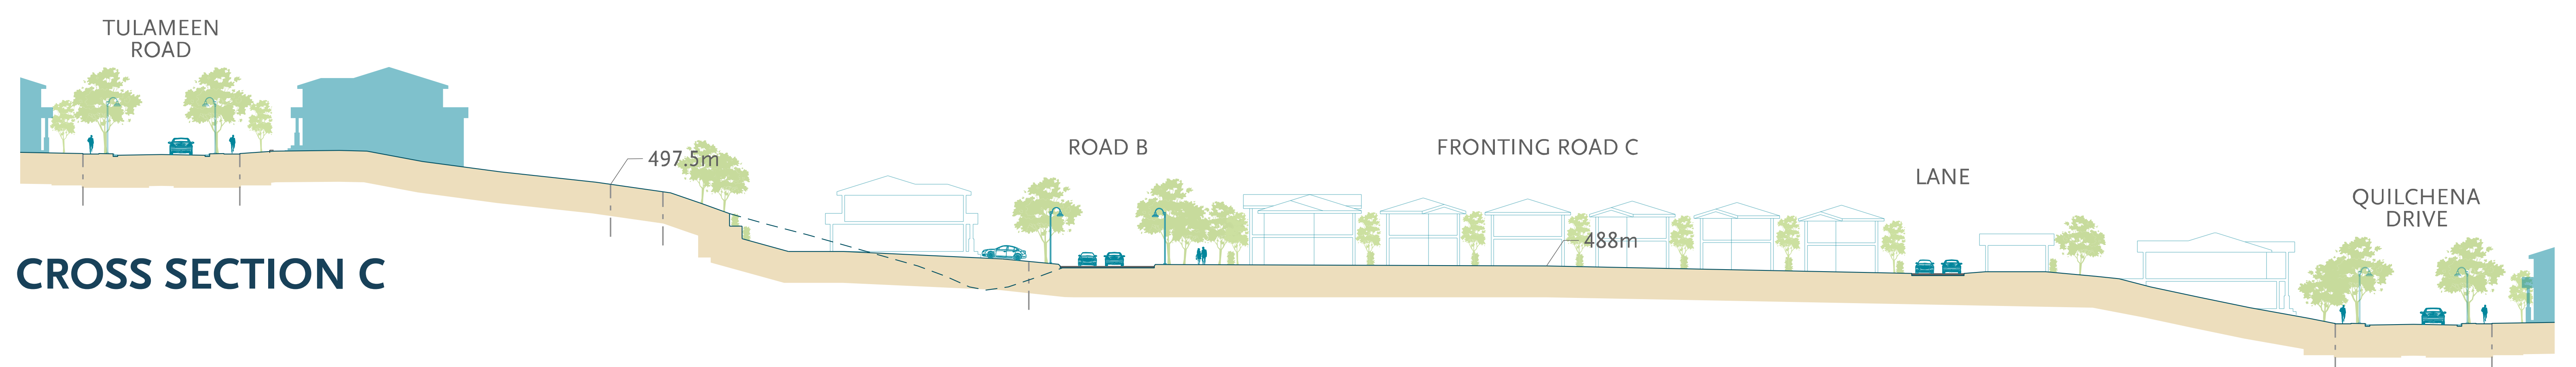 TULAMEEN
ROAD
497.5m
ROAD B
FRONTING ROAD C
488m
LANE
QUILCHENA
DRIVE
CROSS SECTION C